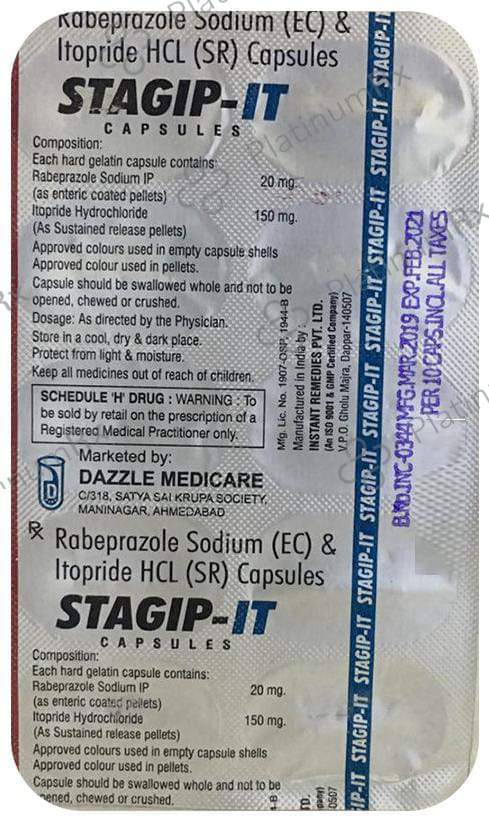 Rabeprazole Sodium (EC) &
Itopride HCL (SR) Capsules
STAGIP-IT
CAPSULES
Composition:
Each hard gelatin capsule contains:
Rabeprazole Sodium IP 20 mg.
(as enteric coated pellets)
Itopride Hydrochloride 150 mg.
(As Sustained release pellets)
Approved colours used in empty capsule shells
Approved colour used in pellets.
Capsule should be swallowed whole and not to be
opened, chewed or crushed.
Dosage: As directed by the Physician.
Store in a cool, dry & dark place.
Protect from light & moisture.
Keep all medicines out of reach of children.
SCHEDULE 'H' DRUG : WARNING : To
be sold by retail on the prescription of a
Registered Medical Practitioner only.
Marketed by:
DAZZLE MEDICARE
C/318, SATYA SAI KRUPA SOCIETY,
MANINAGAR, AHMEDABAD
Mfg. Lic. No. 1907-OSP, 1944-B
Manufactured in India by :
INSTANT REMEDIES PVT. LTD.
(An ISO 9001 & GMP Certified Company)
V.P.O. Gholu Majra, Dappar-140507
STAGIP-IT STAGIP-IT STAGIP-IT STAGIP-IT STAGIP-IT STAGIP-IT STAGIP-IT STAGIP-IT
B.No.INC-0344 MFG.MAR.2019 EXP.FEB.2021
PER 10 CAPS.INCL.ALL TAXES
Rx Rabeprazole Sodium (EC) &
Itopride HCL (SR) Capsules
STAGIP-IT
CAPSULES
Composition:
Each hard gelatin capsule contains:
Rabeprazole Sodium IP 20 mg.
(as enteric coated pellets)
Itopride Hydrochloride 150 mg.
(As Sustained release pellets)
Approved colours used in empty capsule shells
Approved colour used in pellets.
Capsule should be swallowed whole and not to be
pened, chewed or crushed.
PlatinumRx